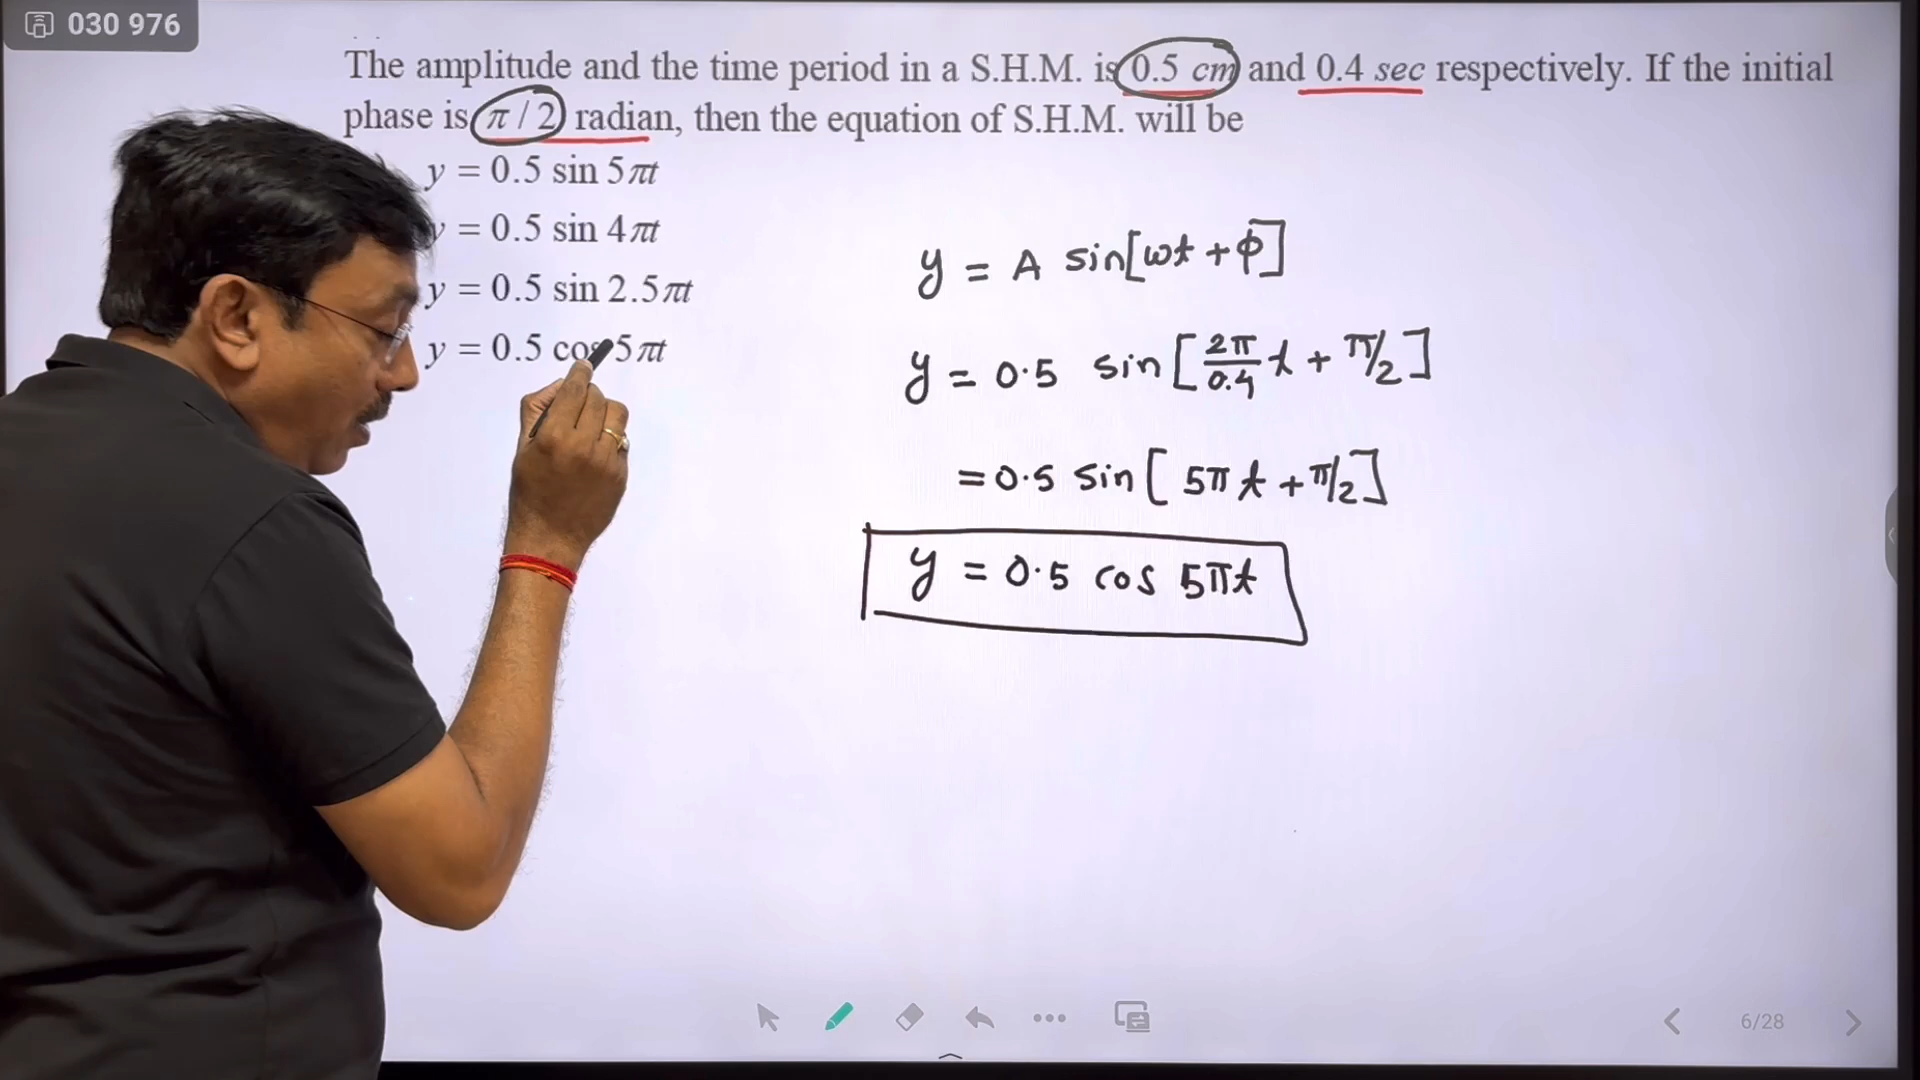 030 976
The amplitude and the time period in a S.H.M. is 0.5 cm and 0.4 sec respectively. If the initial
phase is π / 2 radian, then the equation of S.H.M. will be
y = 0.5 sin 5πt
y = 0.5 sin 4πt
y = 0.5 sin 2.5πt
y = 0.5 cos 5πt
y = A sin[ωt + ϕ]
y = 0.5 sin [2π/0.4 t + π/2]
= 0.5 sin [ 5π t + π/2]
y = 0.5 cos 5πt
6/28